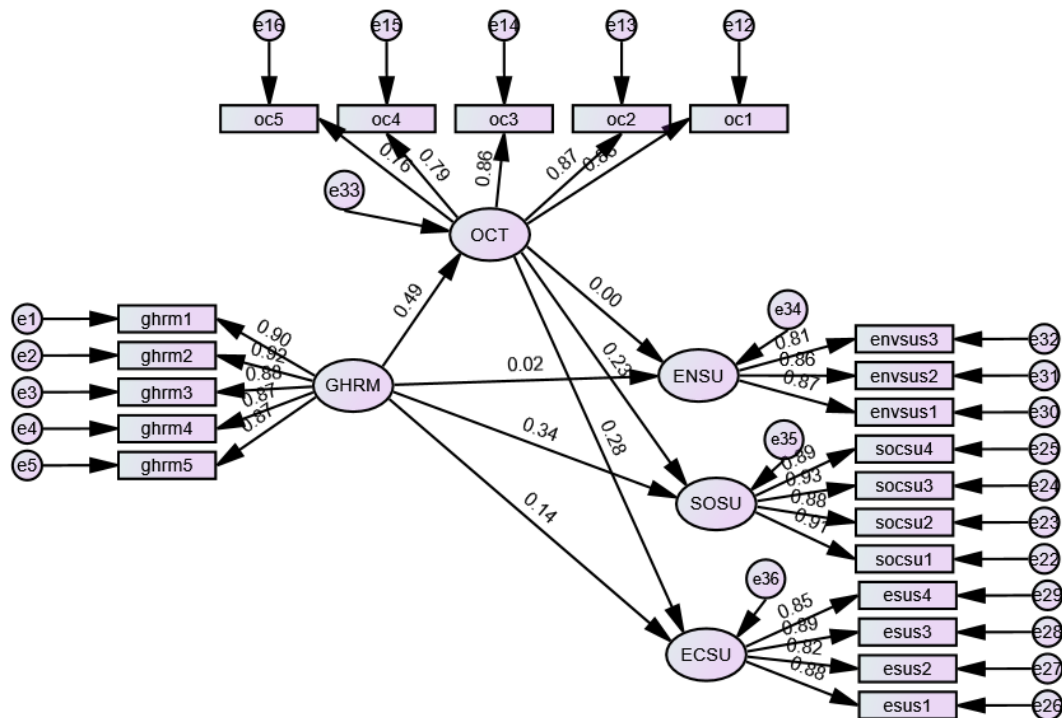 e16 e15 e14 e13 e12
oc5 oc4 oc3 oc2 oc1
0.76 0.79 0.86 0.87
e33
OCT
0.49 0.00
e1 ghrm1 0.90
e2 ghrm2 0.92
e3 ghrm3 0.88
e4 ghrm4 0.87
e5 ghrm5 0.87
GHRM
0.02
0.34
0.14
0.23
0.28
e34
ENSU
0.81 envsus3 e32
0.86 envsus2 e31
0.87 envsus1 e30
e35
SOSU
0.89 socsu4 e25
0.93 socsu3 e24
0.88 socsu2 e23
0.91 socsu1 e22
e36
ECSU
0.85 esus4 e29
0.89 esus3 e28
0.82 esus2 e27
0.88 esus1 e26